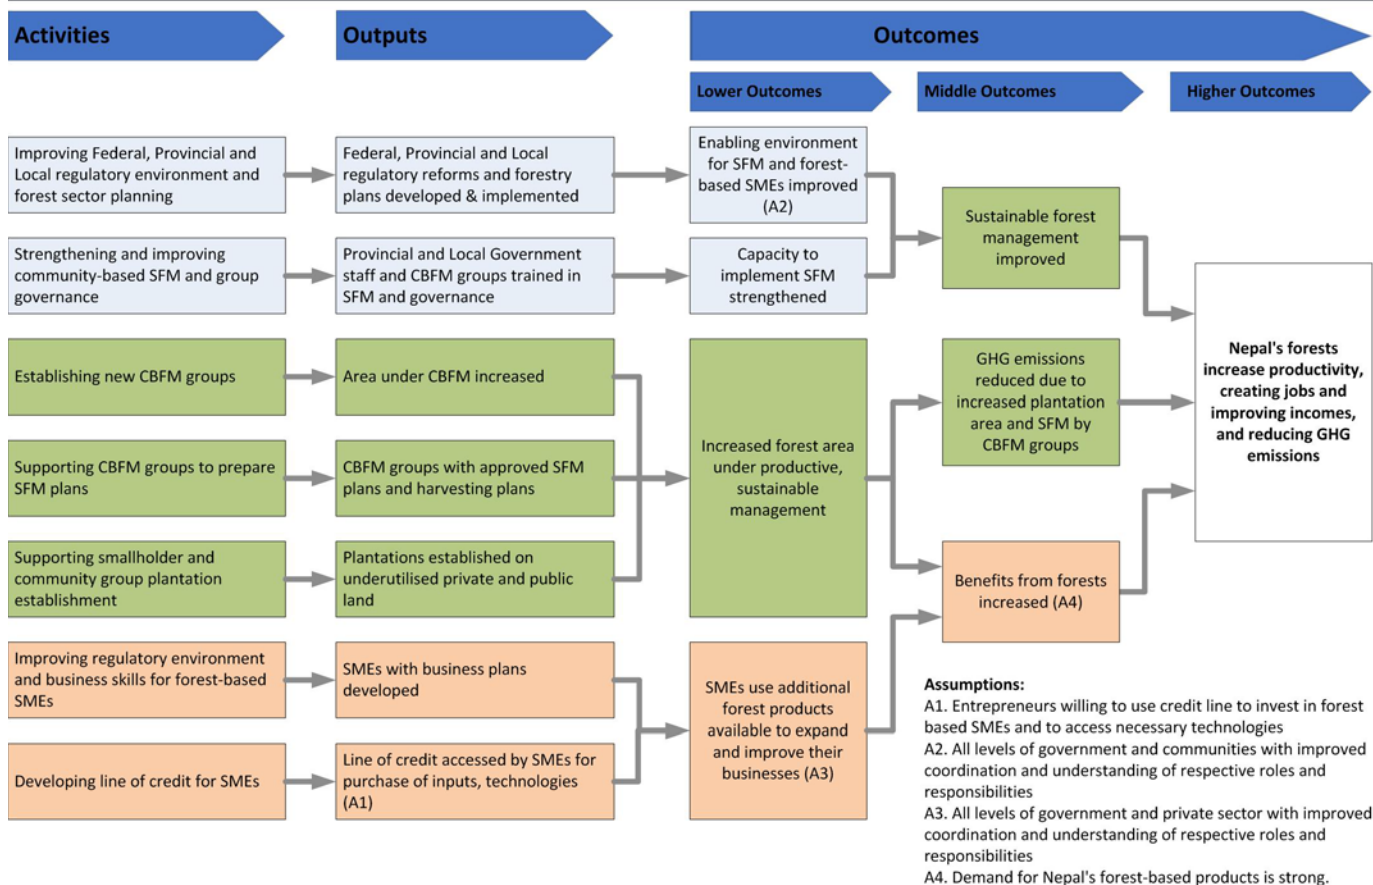 Activities
Outputs
Outcomes
Lower Outcomes
Middle Outcomes
Higher Outcomes
Improving Federal, Provincial and
Local regulatory environment and
forest sector planning
Federal, Provincial and Local
regulatory reforms and forestry
plans developed & implemented
Enabling environment
for SFM and forest-
based SMEs improved
(A2)
Sustainable forest
management
improved
Strengthening and improving
community-based SFM and group
governance
Provincial and Local Government
staff and CBFM groups trained in
SFM and governance
Capacity to
implement SFM
strengthened
Establishing new CBFM groups
Area under CBFM increased
Supporting CBFM groups to prepare
SFM plans
CBFM groups with approved SFM
plans and harvesting plans
Supporting smallholder and
community group plantation
establishment
Plantations established on
underutilised private and public
land
Increased forest area
under productive,
sustainable
management
GHG emissions
reduced due to
increased plantation
area and SFM by
CBFM groups
Nepal's forests
increase productivity,
creating jobs and
improving incomes,
and reducing GHG
emissions
Benefits from forests
increased (A4)
Improving regulatory environment
and business skills for forest-based
SMEs
SMEs with business plans
developed
Developing line of credit for SMEs
Line of credit accessed by SMEs for
purchase of inputs, technologies
(A1)
SMEs use additional
forest products
available to expand
and improve their
businesses (A3)
Assumptions:
A1. Entrepreneurs willing to use credit line to invest in forest
based SMEs and to access necessary technologies
A2. All levels of government and communities with improved
coordination and understanding of respective roles and
responsibilities
A3. All levels of government and private sector with improved
coordination and understanding of respective roles and
responsibilities
A4. Demand for Nepal's forest-based products is strong.